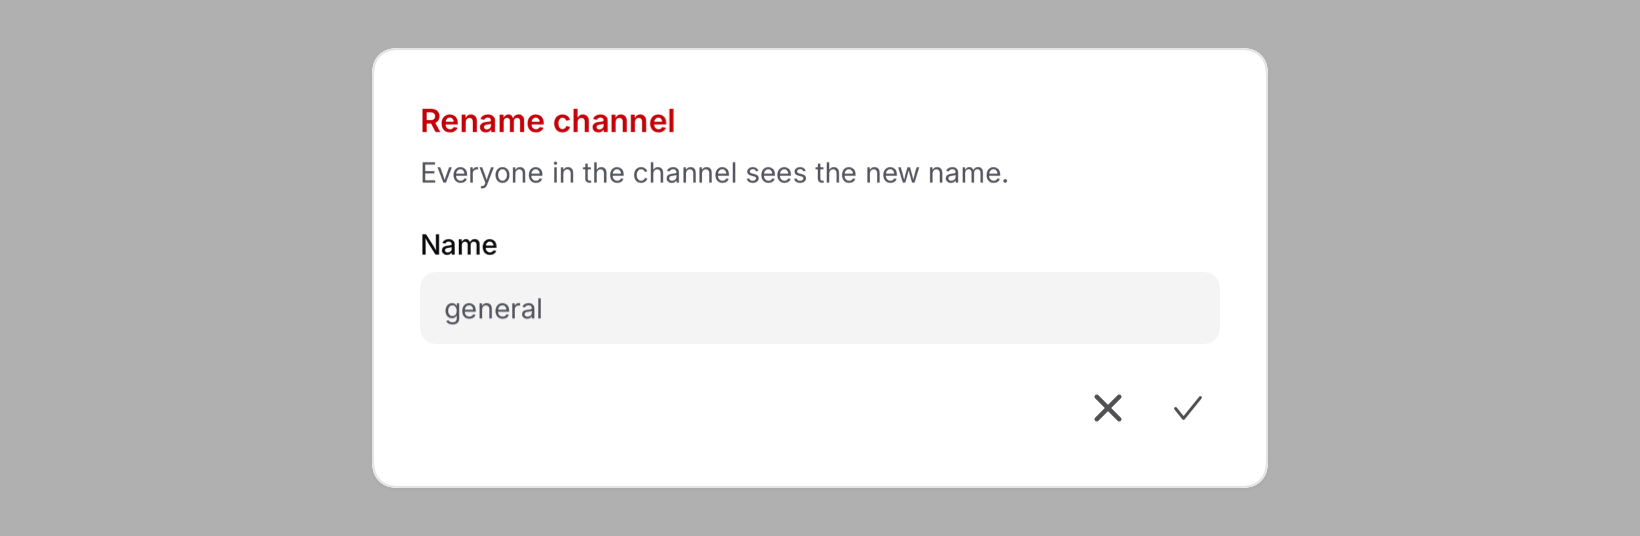 Rename channel
Everyone in the channel sees the new name.
Name
general